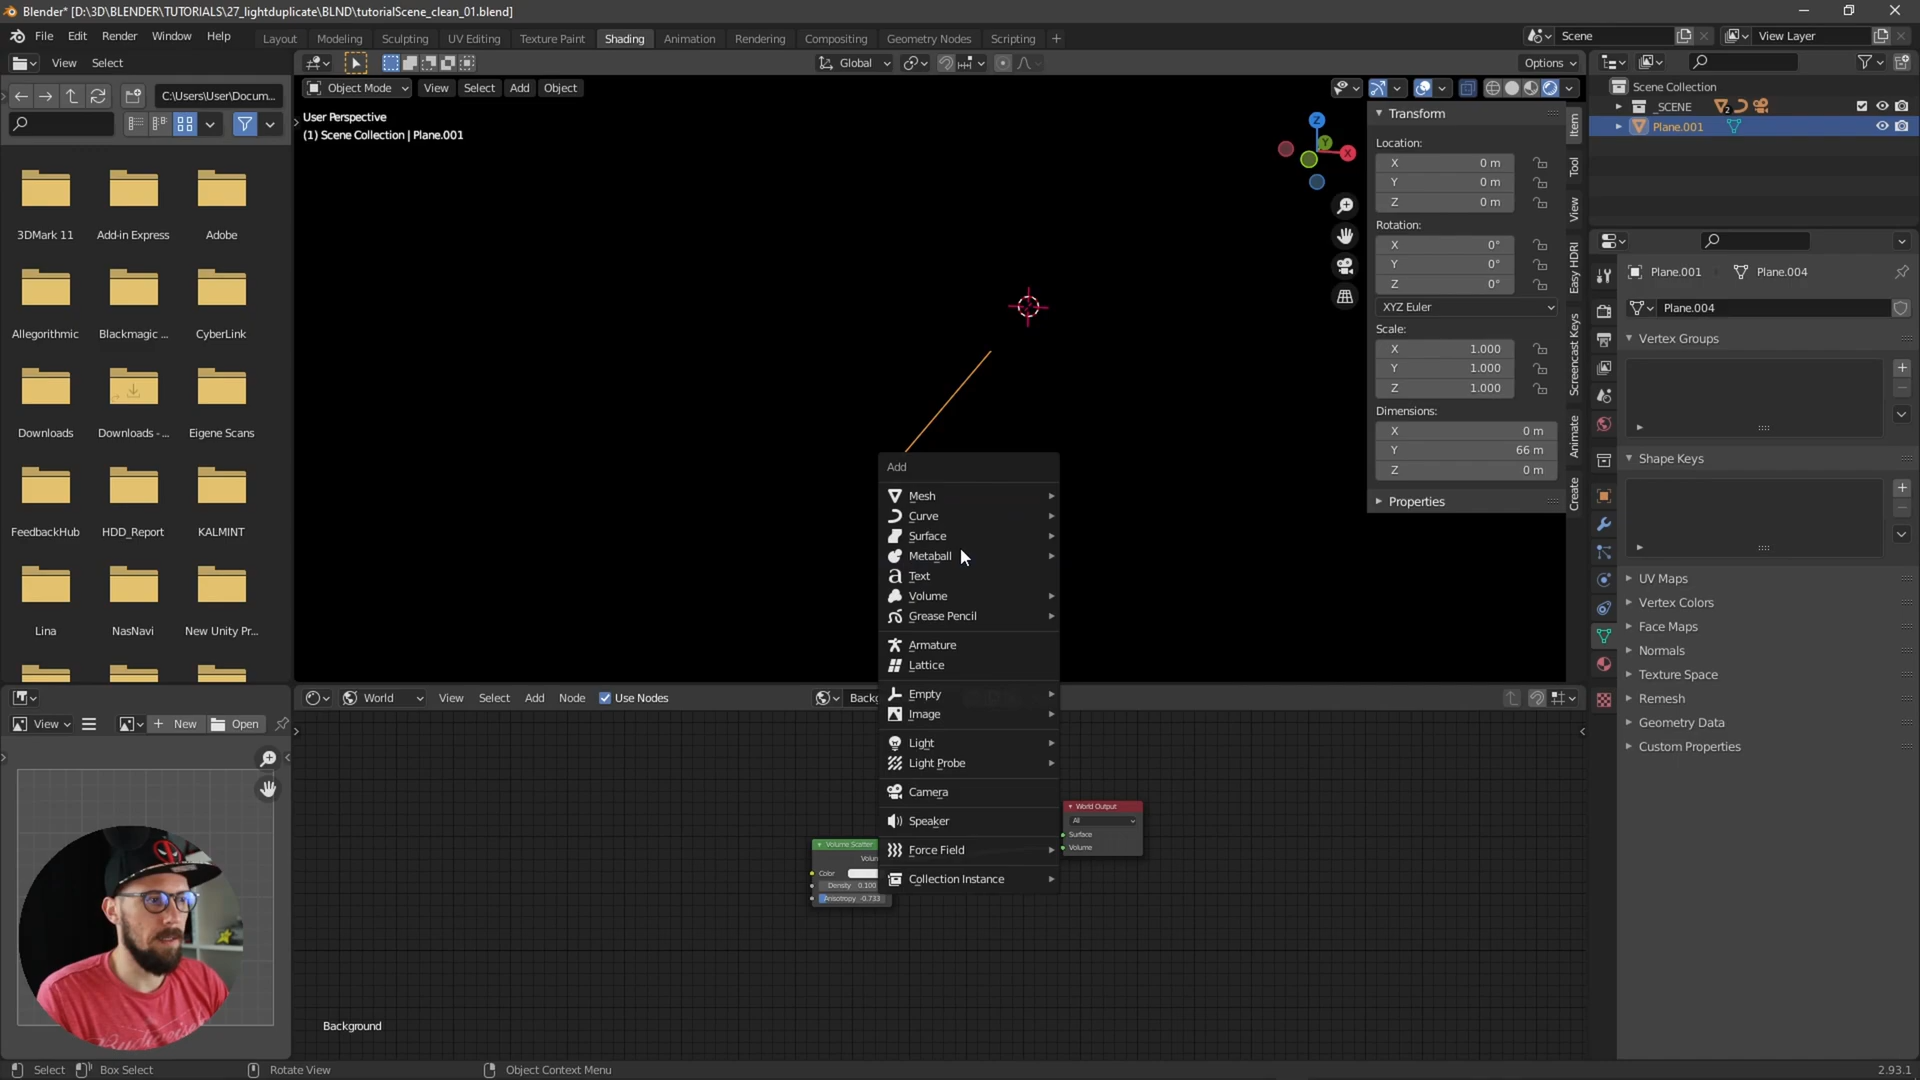 Blender* [D:\3D\BLENDER\TUTORIALS\27_lightduplicate\BLND\tutorialScene_clean_01.blend]
File Edit Render Window Help
Layout Modeling Sculpting UV Editing Texture Paint Shading Animation Rendering Compositing Geometry Nodes Scripting +
Scene
View Layer
View Select
Global
Options
C:\Users\User\Docum...
Object Mode View Select Add Object
User Perspective
(1) Scene Collection | Plane.001
3DMark 11 Add-in Express Adobe
Allegorithmic Blackmagic ... CyberLink
Downloads Downloads - ... Eigene Scans
FeedbackHub HDD_Report KALMINT
Lina NasNavi New Unity Pr...
Z
Y
X
Transform
Location:
X 0 m
Y 0 m
Z 0 m
Rotation:
X 0°
Y 0°
Z 0°
XYZ Euler
Scale:
X 1.000
Y 1.000
Z 1.000
Dimensions:
X 0 m
Y 66 m
Z 0 m
Properties
Item
Tool
View
Easy HDRI
Screencast Keys
Animate
Create
Scene Collection
_SCENE
2
Plane.001
Plane.001 Plane.004
Plane.004
Vertex Groups
Shape Keys
UV Maps
Vertex Colors
Face Maps
Normals
Texture Space
Remesh
Geometry Data
Custom Properties
Add
Mesh
Curve
Surface
Metaball
Text
Volume
Grease Pencil
Armature
Lattice
Empty
Image
Light
Light Probe
Camera
Speaker
Force Field
Collection Instance
World View Select Add Node Use Nodes
Backg
View + New Open
Volume Scatter
Volun
Color
Density 0.100
Anisotropy -0.733
World Output
All
Surface
Volume
Background
Select Box Select Rotate View Object Context Menu 2.93.1